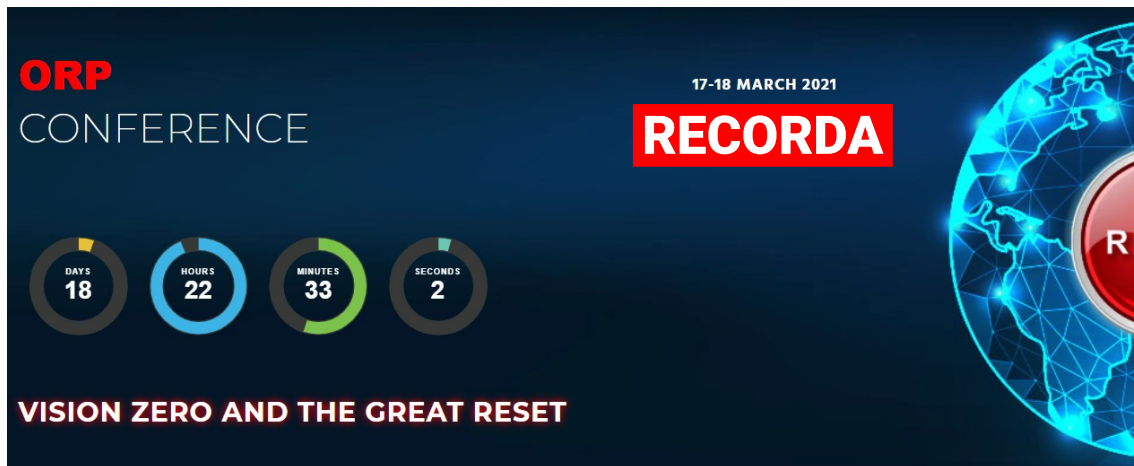 ORP
CONFERENCE
17-18 MARCH 2021
RECORDA
DAYS
18
HOURS
22
MINUTES
33
SECONDS
2
R
VISION ZERO AND THE GREAT RESET